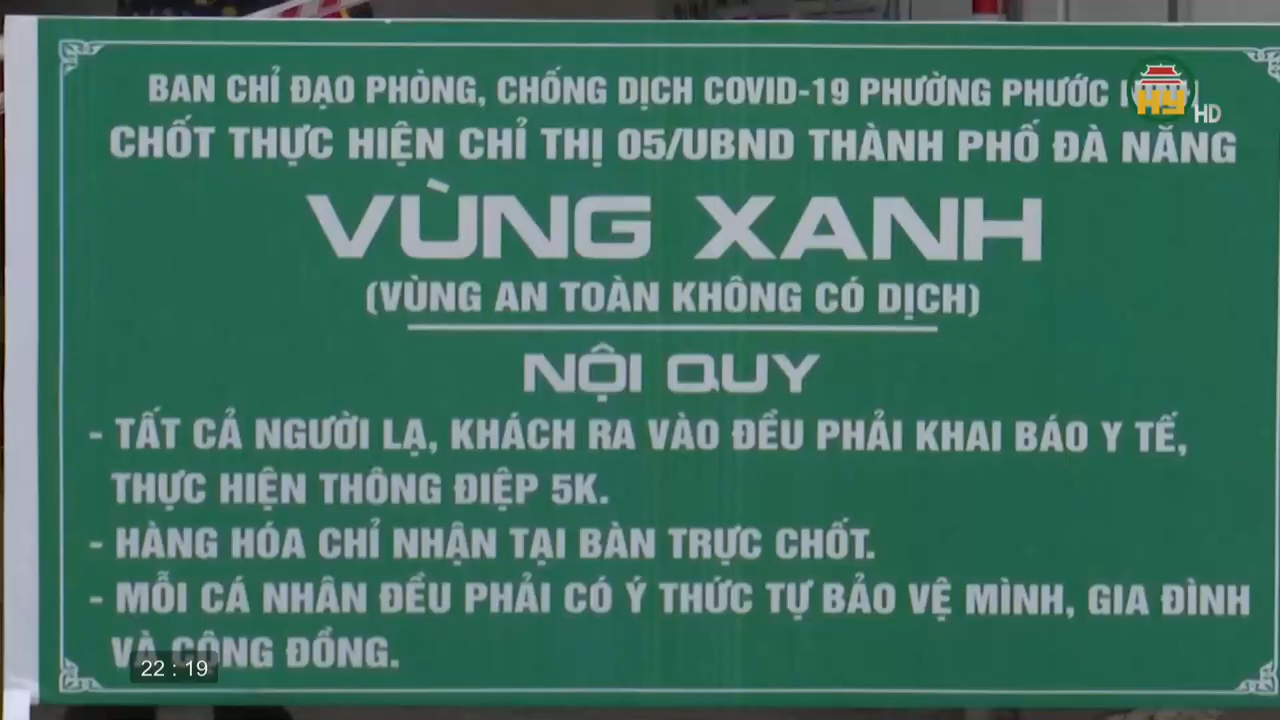 BAN CHỈ ĐẠO PHÒNG, CHỐNG DỊCH COVID-19 PHƯỜNG PHƯỚC
HY HD
CHỐT THỰC HIỆN CHỈ THỊ 05/UBND THÀNH PHỐ ĐÀ NẴNG
VÙNG XANH
(VÙNG AN TOÀN KHÔNG CÓ DỊCH)
NỘI QUY
- TẤT CẢ NGƯỜI LẠ, KHÁCH RA VÀO ĐỀU PHẢI KHAI BÁO Y TẾ,
THỰC HIỆN THÔNG ĐIỆP 5K.
- HÀNG HÓA CHỈ NHẬN TẠI BÀN TRỰC CHỐT.
- MỖI CÁ NHÂN ĐỀU PHẢI CÓ Ý THỨC TỰ BẢO VỆ MÌNH, GIA ĐÌNH
VÀ CỘNG ĐỒNG.
22 : 19